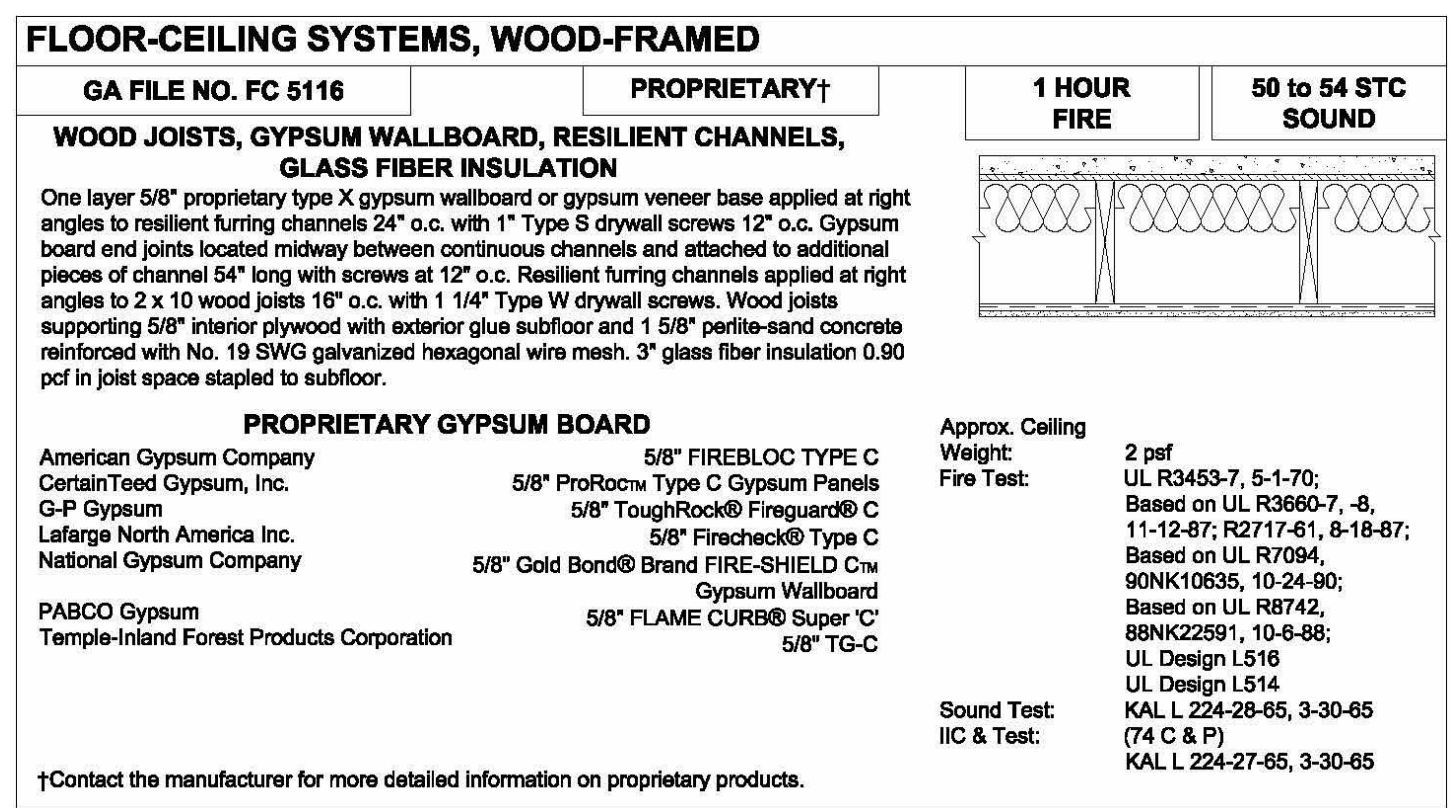 FLOOR-CEILING SYSTEMS, WOOD-FRAMED
GA FILE NO. FC 5116
PROPRIETARY†
1 HOUR
FIRE
50 to 54 STC
SOUND
WOOD JOISTS, GYPSUM WALLBOARD, RESILIENT CHANNELS,
GLASS FIBER INSULATION
One layer 5/8" proprietary type X gypsum wallboard or gypsum veneer base applied at right
angles to resilient furring channels 24" o.c. with 1" Type S drywall screws 12" o.c. Gypsum
board end joints located midway between continuous channels and attached to additional
pieces of channel 54" long with screws at 12" o.c. Resilient furring channels applied at right
angles to 2 x 10 wood joists 16" o.c. with 1 1/4" Type W drywall screws. Wood joists
supporting 5/8" interior plywood with exterior glue subfloor and 1 5/8" perlite-sand concrete
reinforced with No. 19 SWG galvanized hexagonal wire mesh. 3" glass fiber insulation 0.90
pcf in joist space stapled to subfloor.
PROPRIETARY GYPSUM BOARD
American Gypsum Company 5/8" FIREBLOC TYPE C
CertainTeed Gypsum, Inc. 5/8" ProRoc™ Type C Gypsum Panels
G-P Gypsum 5/8" ToughRock® Fireguard® C
Lafarge North America Inc. 5/8" Firecheck® Type C
National Gypsum Company 5/8" Gold Bond® Brand FIRE-SHIELD C™
Gypsum Wallboard
PABCO Gypsum 5/8" FLAME CURB® Super 'C'
Temple-Inland Forest Products Corporation 5/8" TG-C
Approx. Ceiling
Weight: 2 psf
Fire Test: UL R3453-7, 5-1-70;
Based on UL R3660-7, -8,
11-12-87; R2717-61, 8-18-87;
Based on UL R7094,
90NK10635, 10-24-90;
Based on UL R8742,
88NK22591, 10-6-88;
UL Design L516
UL Design L514
Sound Test: KAL L 224-28-65, 3-30-65
IIC & Test: (74 C & P)
KAL L 224-27-65, 3-30-65
†Contact the manufacturer for more detailed information on proprietary products.